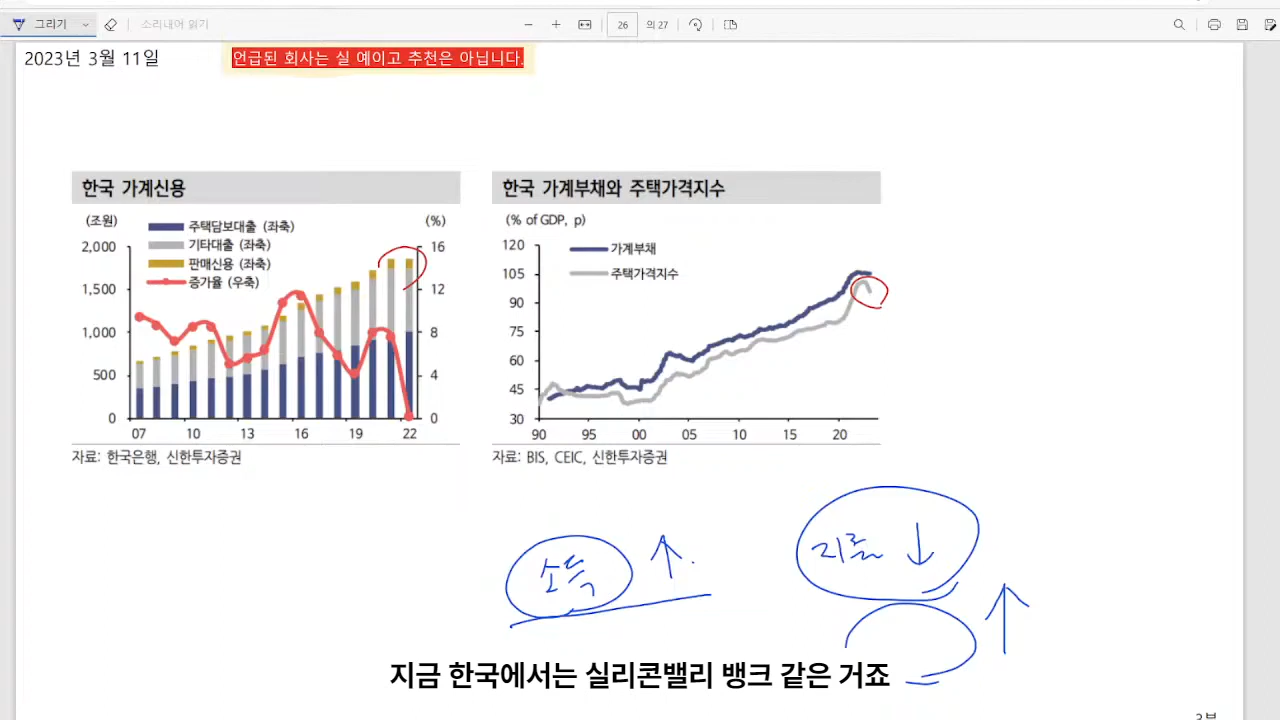 그리기
소리내어 읽기
26
의 27
2023년 3월 11일
언급된 회사는 실 예이고 추천은 아닙니다.
한국 가계신용
(조원)
(%)
주택담보대출 (좌축)
기타대출 (좌축)
판매신용 (좌축)
증가율 (우축)
2,000
1,500
1,000
500
0
16
12
8
4
0
07 10 13 16 19 22
자료: 한국은행, 신한투자증권
한국 가계부채와 주택가격지수
(% of GDP, p)
가계부채
주택가격지수
120
105
90
75
60
45
30
90 95 00 05 10 15 20
자료: BIS, CEIC, 신한투자증권
소득
지출
지금 한국에서는 실리콘밸리 뱅크 같은 거죠